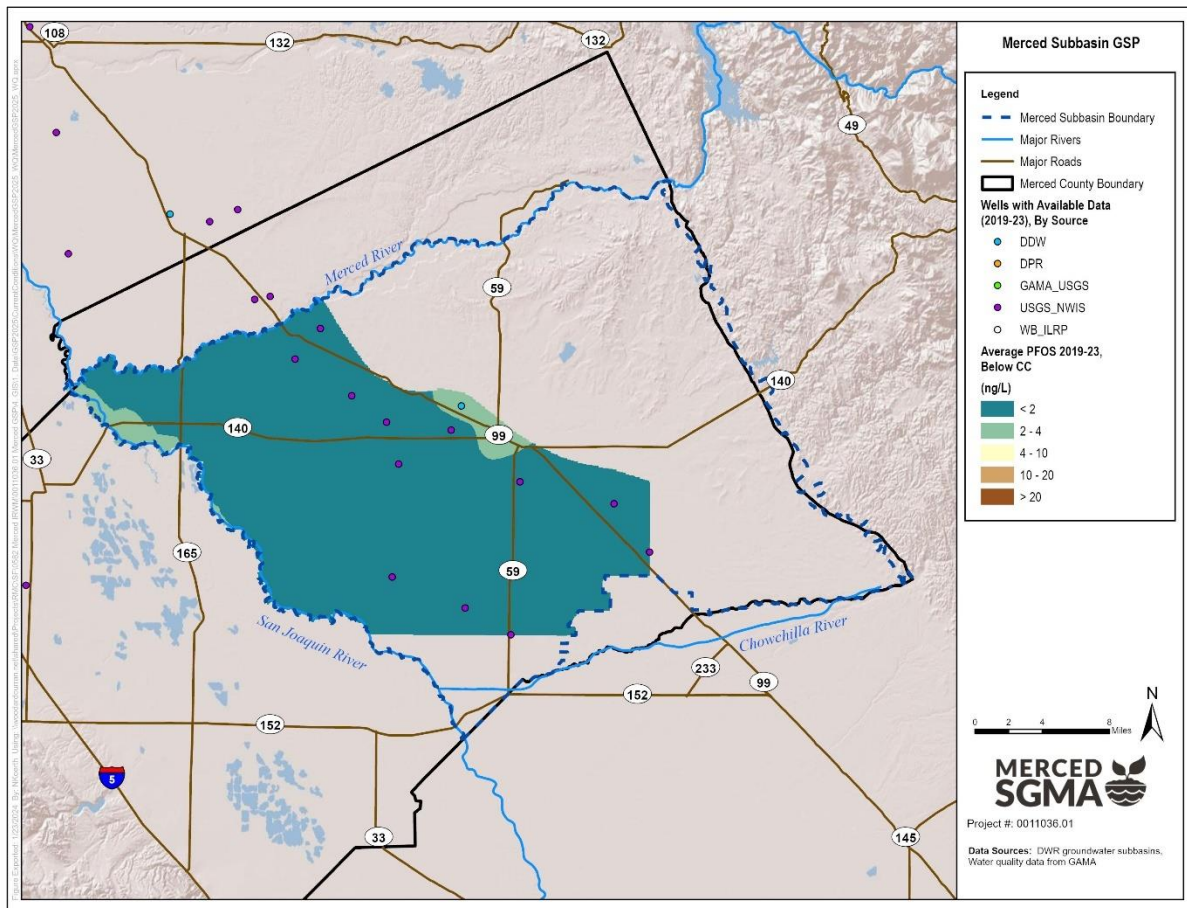 108
132
132
49
Merced River
59
140
140
99
33
165
59
San Joaquin River
Chowchilla River
233
152
99
152
5
33
145
Merced Subbasin GSP
Legend
Merced Subbasin Boundary
Major Rivers
Major Roads
Merced County Boundary
Wells with Available Data
(2019-23), By Source
DDW
DPR
GAMA_USGS
USGS_NWIS
WB_ILRP
Average PFOS 2019-23,
Below CC
(ng/L)
< 2
2 - 4
4 - 10
10 - 20
> 20
N
0 2 4 8
Miles
MERCED
SGMA
Project #: 0011036.01
Data Sources: DWR groundwater subbasins,
Water quality data from GAMA